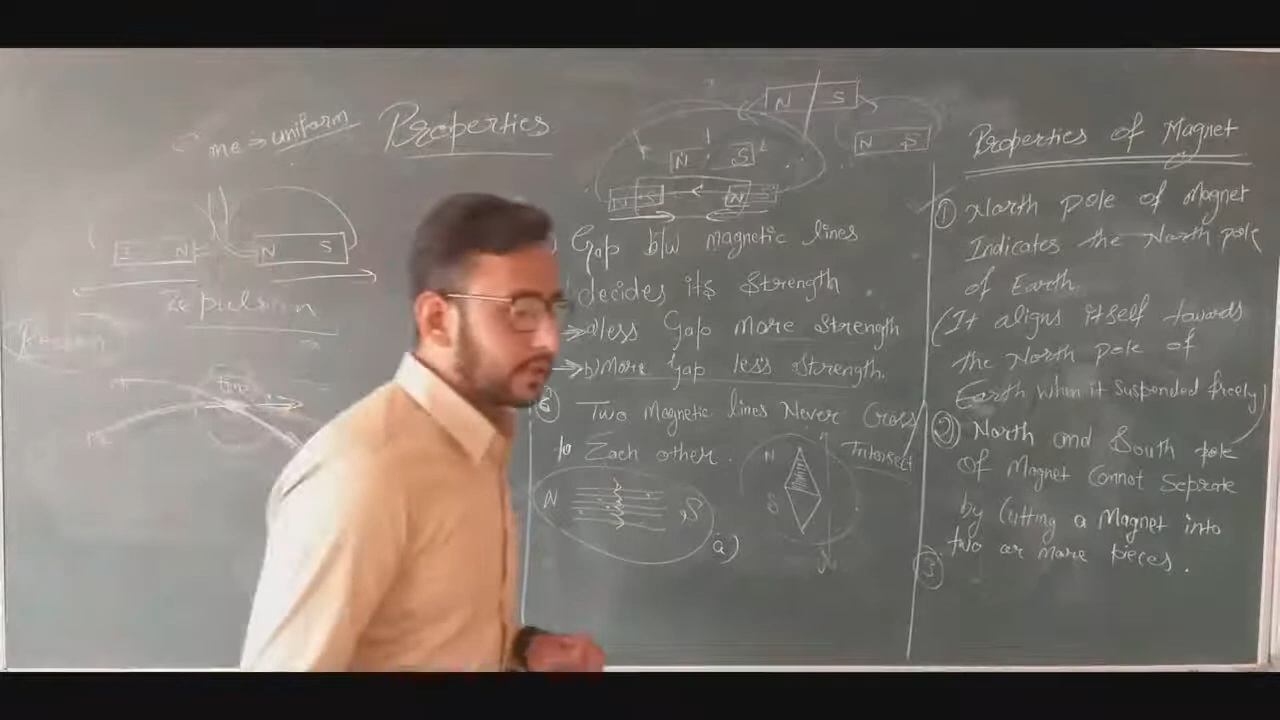 me → uniform
Properties
N S
N S
N S
N S
N S
N
N S
Repulsion
Gap b/w magnetic lines
decides its Strength
→ a) less Gap More Strength
→ b) More Gap less Strength.
⑥ Two Magnetic lines Never Cross
to Each other.
Intersect
N S
a)
N
S
Properties of Magnet
① North pole of Magnet
Indicates the North pole
of Earth.
(It aligns itself towards
the North pole of
Earth when it suspended freely)
② North and South pole
of Magnet Cannot Seprate
by Cutting a Magnet into
two or more pieces.
③